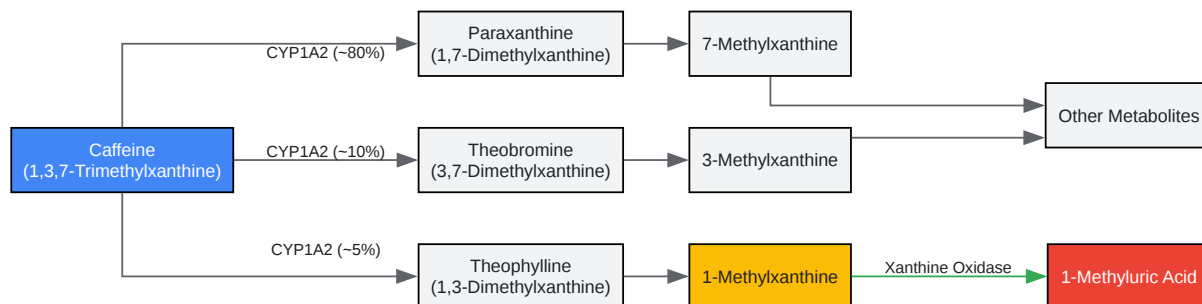 Paraxanthine
(1,7-Dimethylxanthine)
7-Methylxanthine
CYP1A2 (~80%)
Other Metabolites
Caffeine
(1,3,7-Trimethylxanthine)
CYP1A2 (~10%)
Theobromine
(3,7-Dimethylxanthine)
3-Methylxanthine
CYP1A2 (~5%)
Theophylline
(1,3-Dimethylxanthine)
1-Methylxanthine
Xanthine Oxidase
1-Methyluric Acid